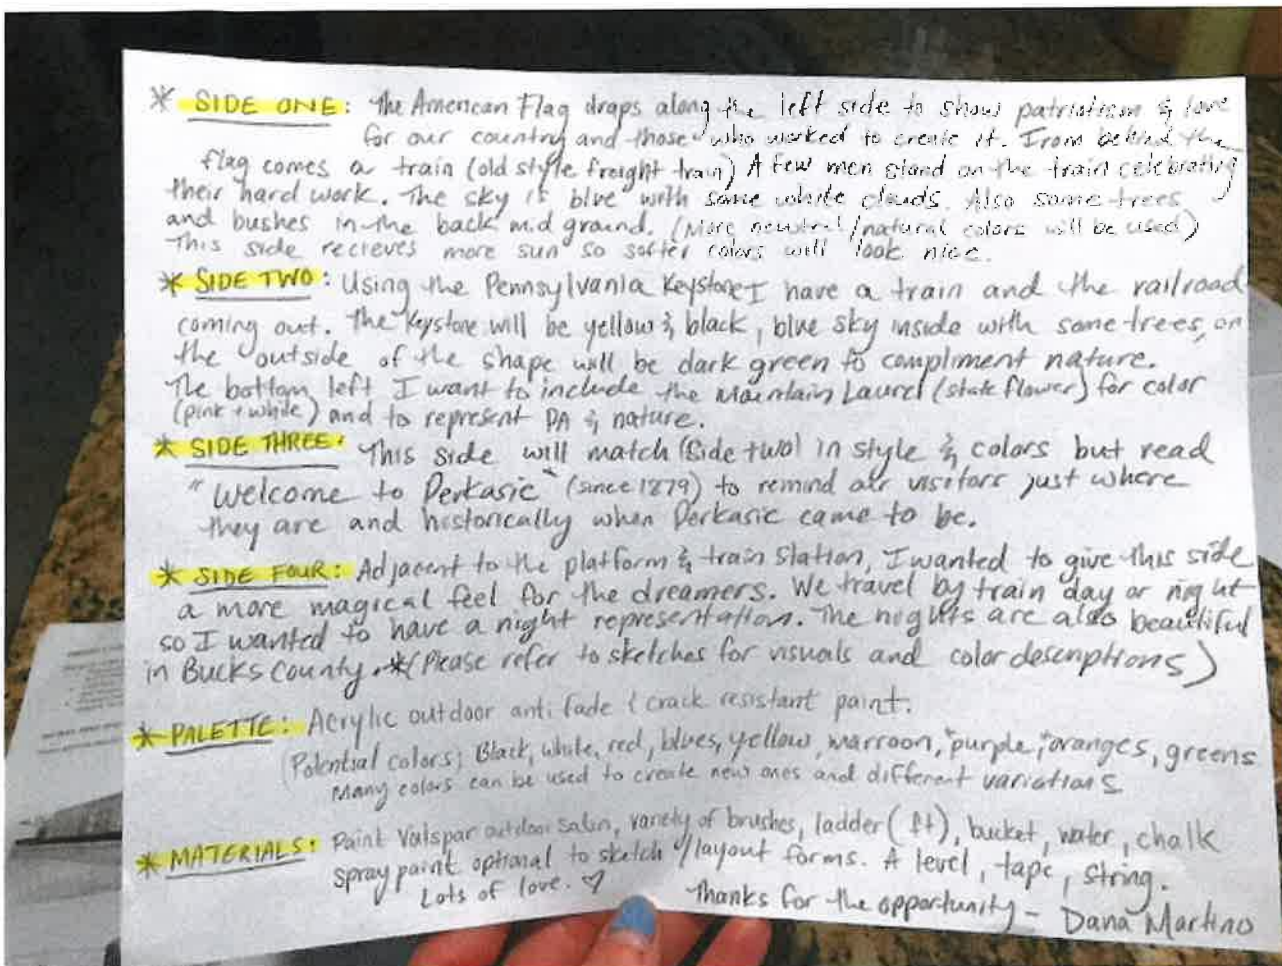 * SIDE ONE: The American Flag draps along the left side to show patriotism & love
for our country and those who worked to create it. From behind the
flag comes a train (old style freight train) A few men stand on the train celebrating
their hard work. The sky is blue with some white clouds. Also some trees
and bushes in the back mid ground. (More neutral/natural colors will be used)
This side recieves more sun so softer colors will look nice.
* SIDE TWO: Using the Pennsylvania Keystone I have a train and the railroad
coming out. The Keystone will be yellow & black, blue sky inside with some trees, on
the outside of the shape will be dark green to compliment nature.
The bottom left I want to include the Mountain Laurel (state flower) for color
(pink + white) and to represent PA & nature.
* SIDE THREE: This side will match (Side two) in style & colors but read
"Welcome to Perkasie" (since 1879) to remind all visitors just where
they are and historically when Perkasie came to be.
* SIDE FOUR: Adjacent to the platform & train station, I wanted to give this side
a more magical feel for the dreamers. We travel by train day or night
so I wanted to have a night representation. The nights are also beautiful
in Bucks County. *(Please refer to sketches for visuals and color descriptions)
* PALETTE: Acrylic outdoor anti fade & crack resistant paint.
(Potential colors; Black, white, red, blues, yellow, marroon, purple, oranges, greens
Many colors can be used to create new ones and different variations
* MATERIALS: Paint Valspar outdoor satin, variety of brushes, ladder (ft), bucket, water, chalk
spray paint optional to sketch w/layout forms. A level, tape, string.
Lots of love. ♡ Thanks for the opportunity - Dana Martino